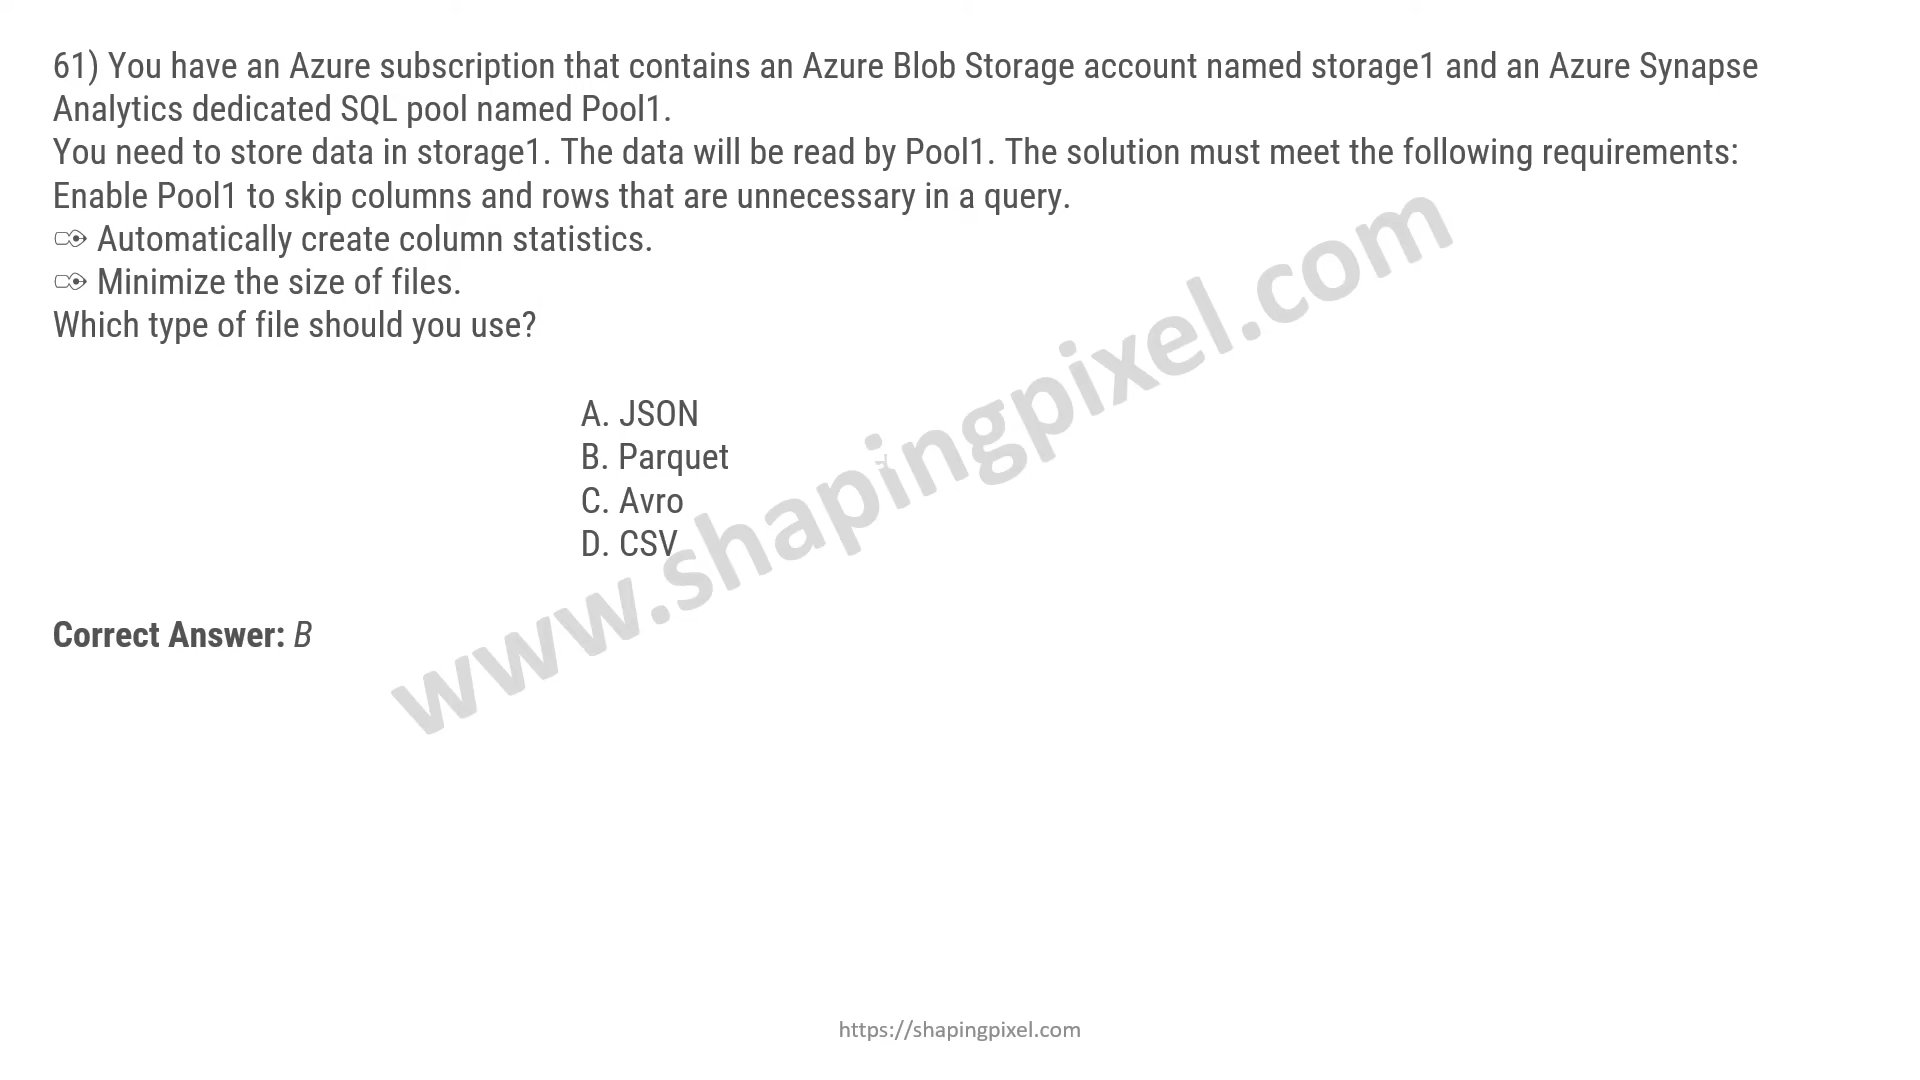 61) You have an Azure subscription that contains an Azure Blob Storage account named storage1 and an Azure Synapse
Analytics dedicated SQL pool named Pool1.
You need to store data in storage1. The data will be read by Pool1. The solution must meet the following requirements:
Enable Pool1 to skip columns and rows that are unnecessary in a query.
Automatically create column statistics.
Minimize the size of files.
Which type of file should you use?
A. JSON
B. Parquet
C. Avro
D. CSV
www.shapingpixel.com
Correct Answer: B
https://shapingpixel.com